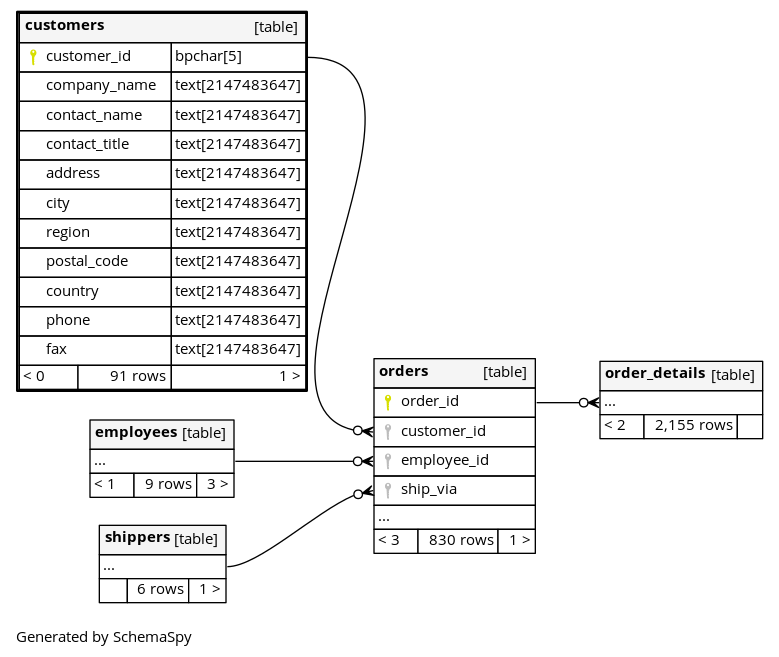 customers [table]
customer_id bpchar[5]
company_name text[2147483647]
contact_name text[2147483647]
contact_title text[2147483647]
address text[2147483647]
city text[2147483647]
region text[2147483647]
postal_code text[2147483647]
country text[2147483647]
phone text[2147483647]
fax text[2147483647]
< 0 91 rows 1 >
employees [table]
...
< 1 9 rows 3 >
shippers [table]
...
6 rows 1 >
orders [table]
order_id
customer_id
employee_id
ship_via
...
< 3 830 rows 1 >
order_details [table]
...
< 2 2,155 rows
Generated by SchemaSpy